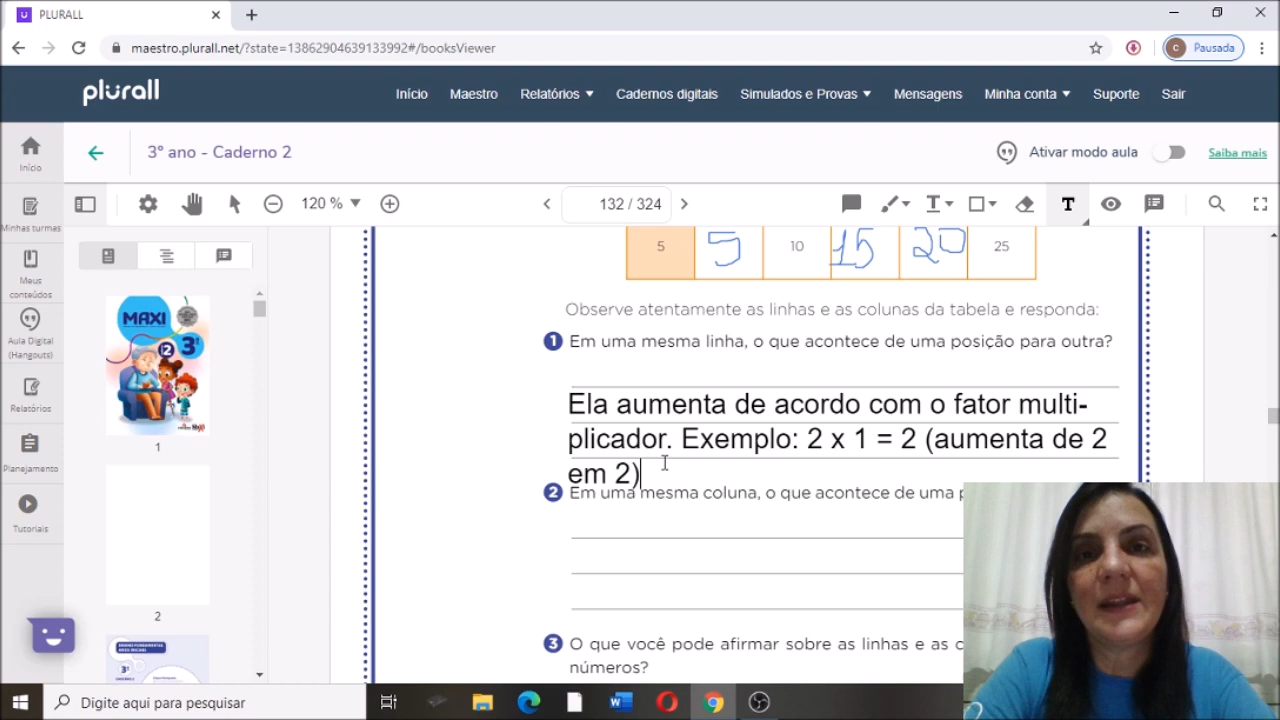 PLURALL
maestro.plurall.net/?state=13862904639133992#/booksViewer
C Pausada
plurall
Início Maestro Relatórios Cadernos digitais Simulados e Provas Mensagens Minha conta Suporte Sair
3º ano - Caderno 2
Ativar modo aula
Saiba mais
Início
Minhas turmas
Meus conteúdos
Aula Digital (Hangouts)
Relatórios
Planejamento
Tutoriais
120 %
132 / 324
T
T
MAXI
2
3º
1
2
5 5 10 15 20 25
Observe atentamente as linhas e as colunas da tabela e responda:
1 Em uma mesma linha, o que acontece de uma posição para outra?
Ela aumenta de acordo com o fator multi-
plicador. Exemplo: 2 x 1 = 2 (aumenta de 2
em 2)
2 Em uma mesma coluna, o que acontece de uma
3 O que você pode afirmar sobre as linhas e as
números?
Digite aqui para pesquisar